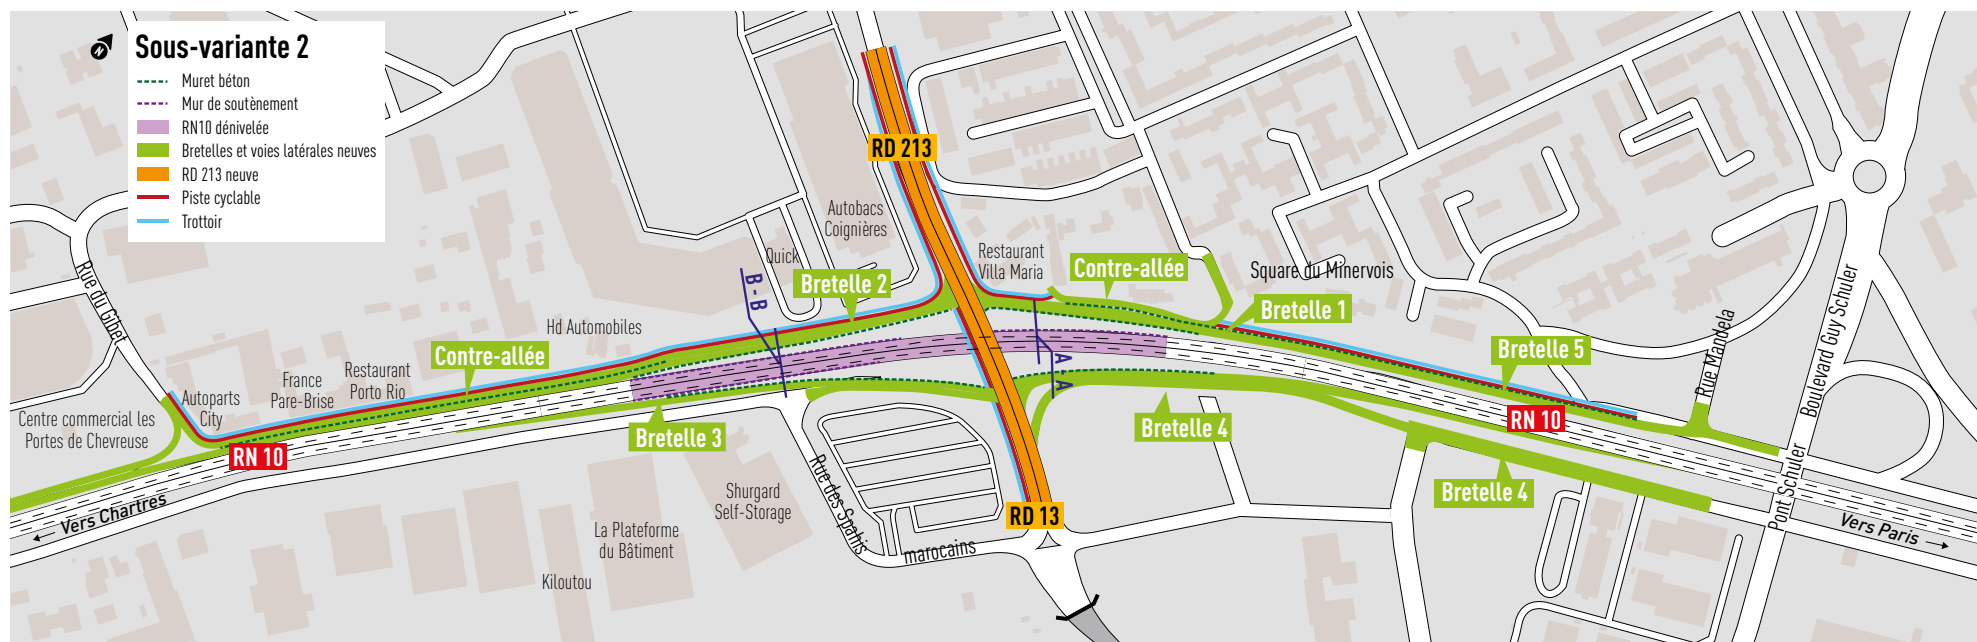 N
Sous-variante 2
Muret béton
Mur de soutènement
RN10 dénivelée
Bretelles et voies latérales neuves
RD 213 neuve
Piste cyclable
Trottoir
RD 213
Autobacs
Coignières
Quick
B - B
Bretelle 2
Restaurant
Villa Maria
Contre-allée
Square du Minervois
Bretelle 1
Rue du Gibet
Hd Automobiles
Contre-allée
Restaurant
Porto Rio
France
Pare-Brise
Autoparts
City
Centre commercial les
Portes de Chevreuse
RN 10
Vers Chartres
A
A
Bretelle 5
Rue Mandela
Boulevard Guy Schuler
RN 10
Bretelle 3
Bretelle 4
Bretelle 4
Pont Schuler
Vers Paris
Rue des Spahis
marocains
Shurgard
Self-Storage
La Plateforme
du Bâtiment
Kiloutou
RD 13